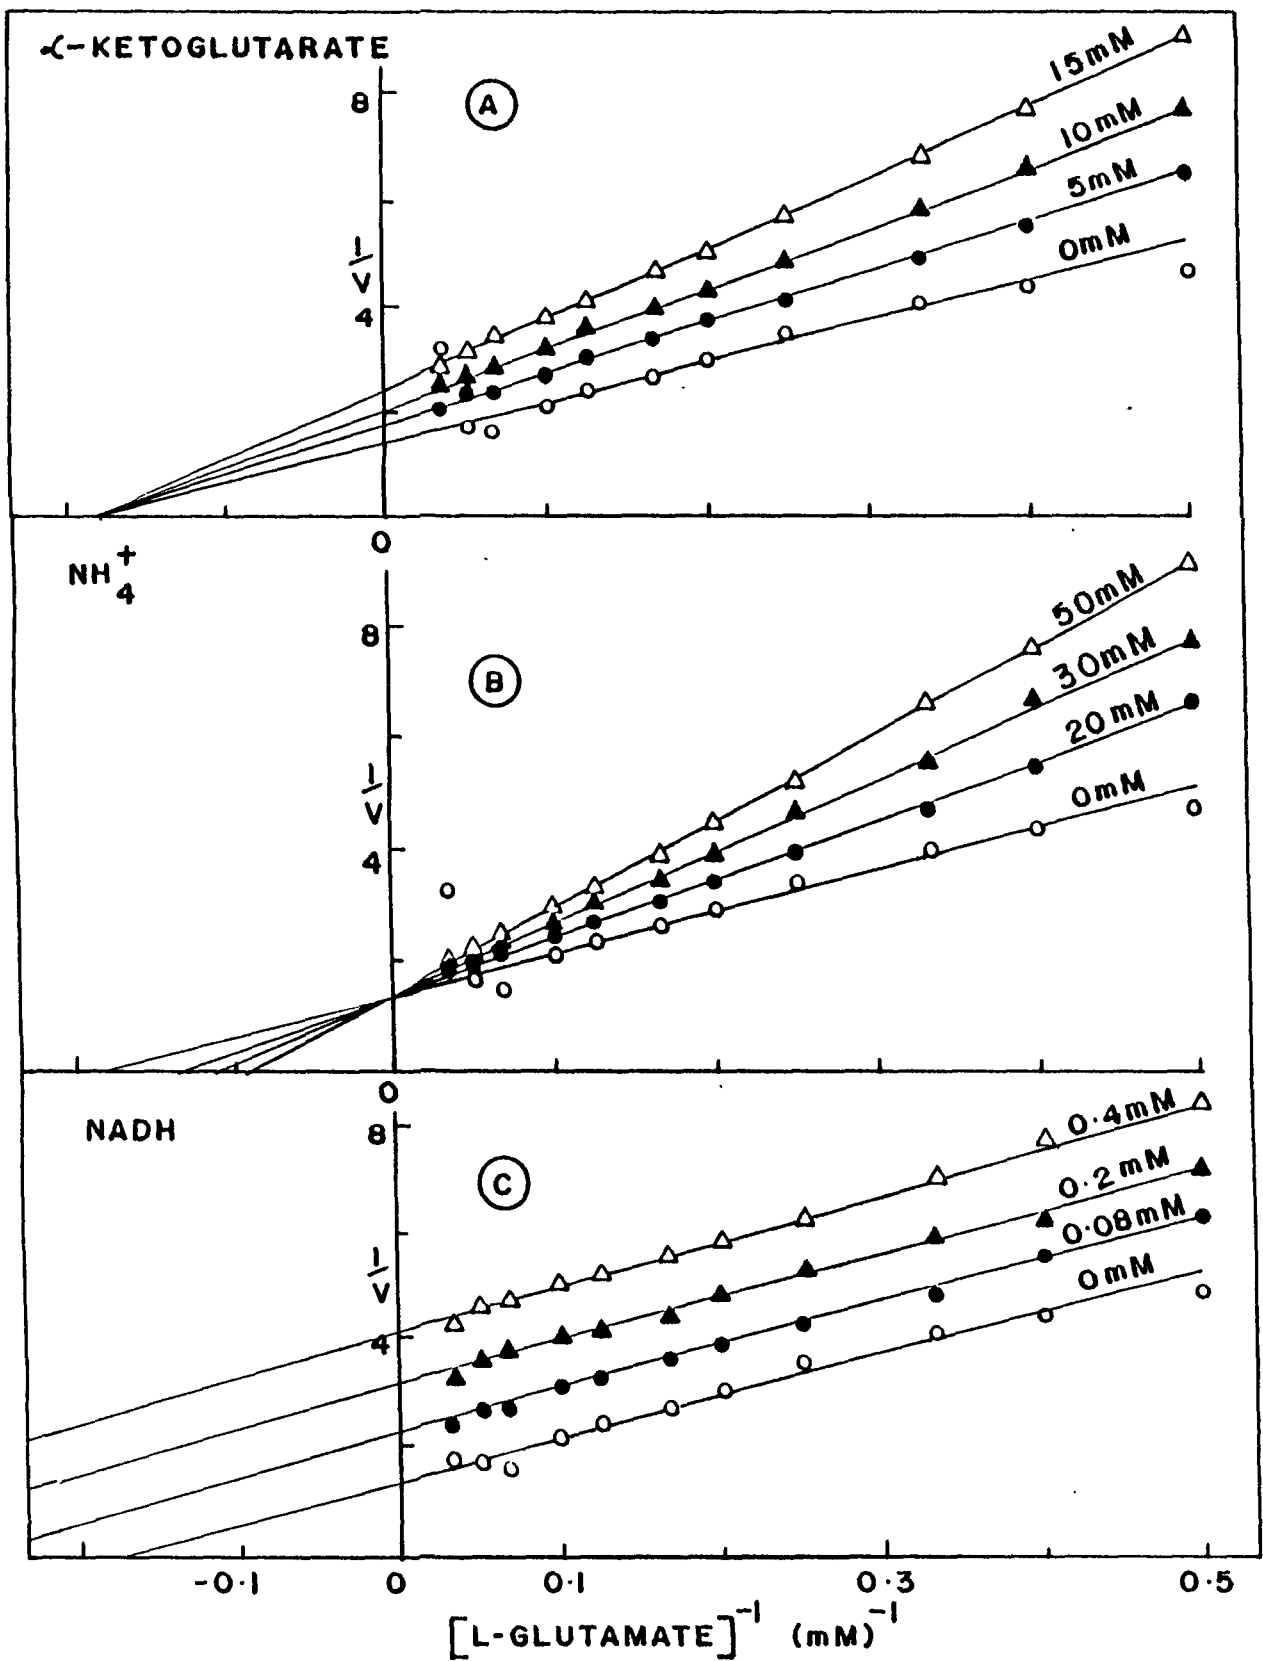 α-KETOGLUTARATE
A
8
1/V
4
0
15mM
10mM
5mM
0mM
NH4+
B
8
1/V
4
0
50mM
30mM
20mM
0mM
NADH
C
8
1/V
4
0.4mM
0.2mM
0.08mM
0mM
-0.1 0 0.1 0.3 0.5
[L-GLUTAMATE]⁻¹ (mM)⁻¹